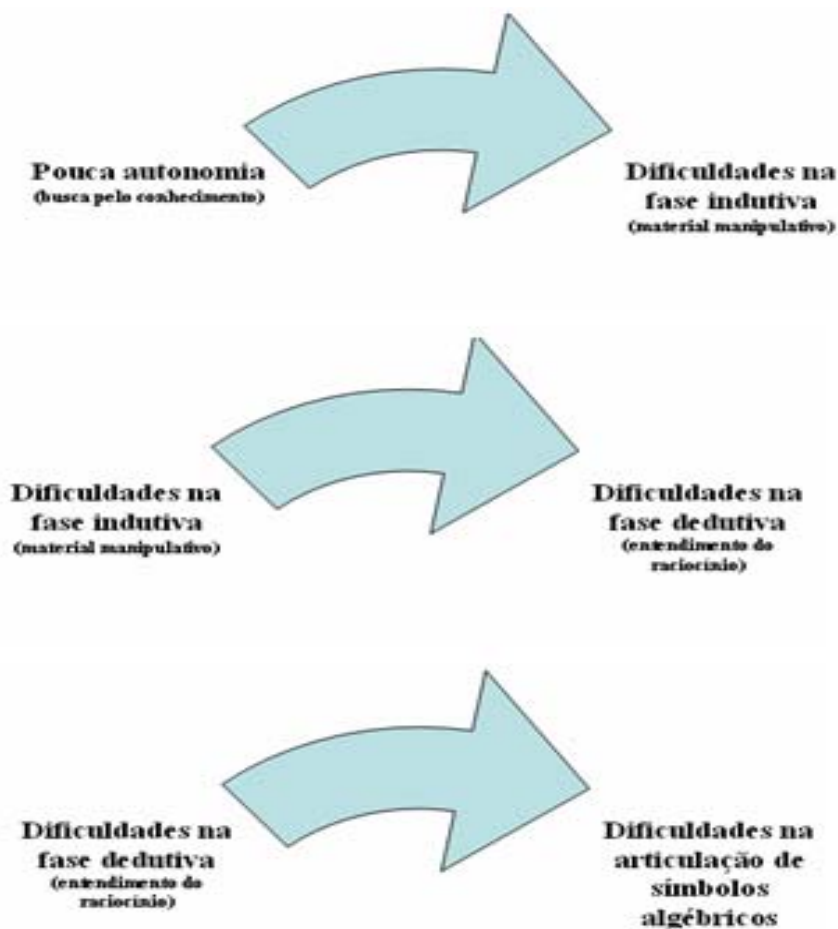 Pouca autonomia
(busca pelo conhecimento)
Dificuldades na
fase indutiva
(material manipulativo)
Dificuldades na
fase indutiva
(material manipulativo)
Dificuldades na
fase dedutiva
(entendimento do
raciocínio)
Dificuldades na
fase dedutiva
(entendimento do
raciocínio)
Dificuldades na
articulação de
símbolos
algébricos